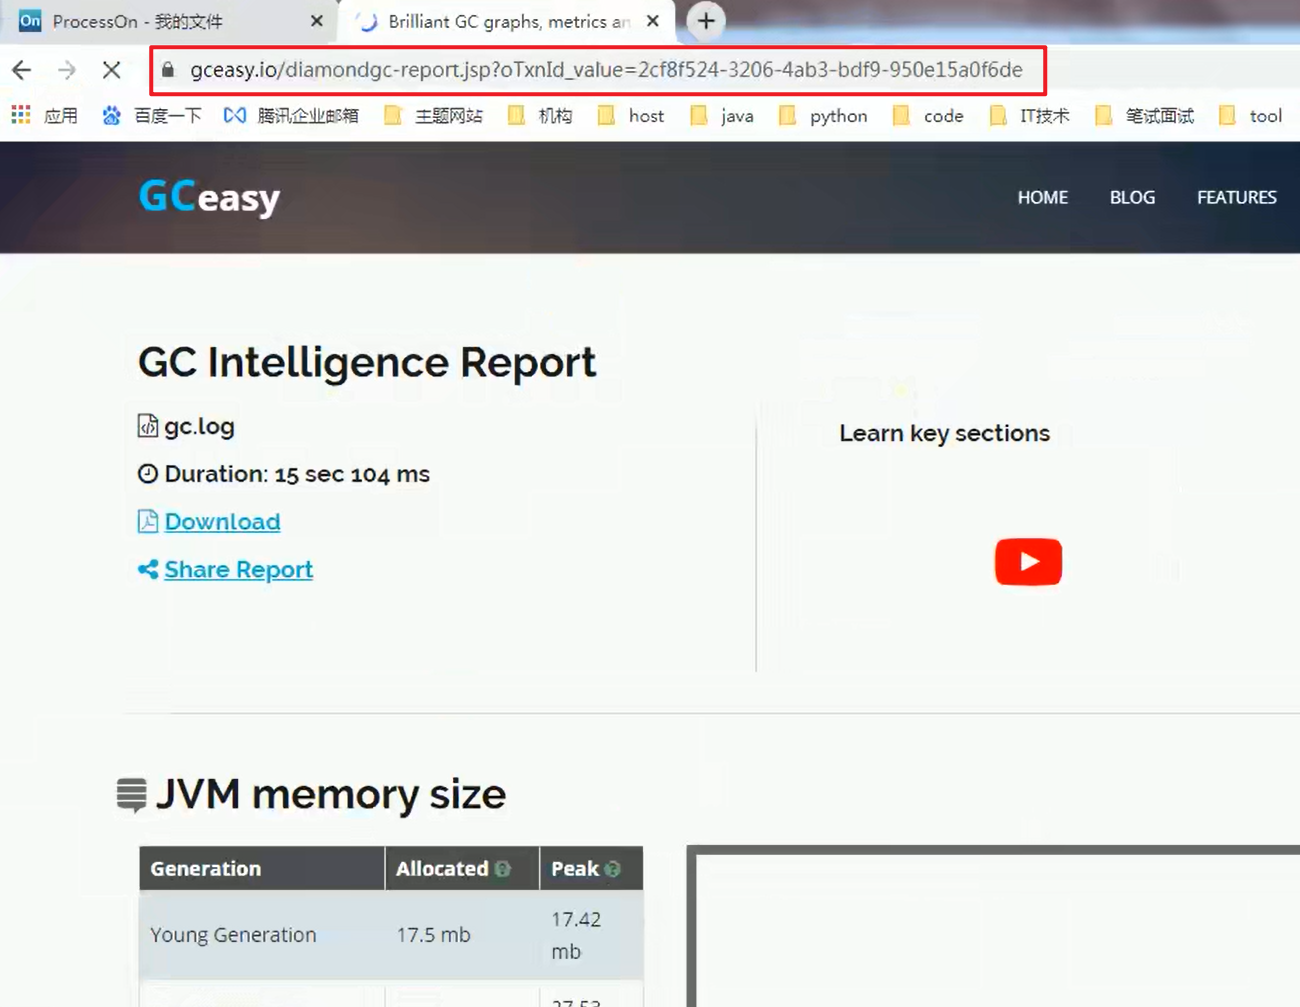 On ProcessOn - 我的文件
Brilliant GC graphs, metrics an
gceasy.io/diamondgc-report.jsp?oTxnId_value=2cf8f524-3206-4ab3-bdf9-950e15a0f6de
应用 百度一下 腾讯企业邮箱 主题网站 机构 host java python code IT技术 笔试面试 tool
GCeasy HOME BLOG FEATURES
GC Intelligence Report
gc.log
Learn key sections
Duration: 15 sec 104 ms
Download
Share Report
JVM memory size
Generation Allocated Peak
Young Generation 17.5 mb 17.42
mb